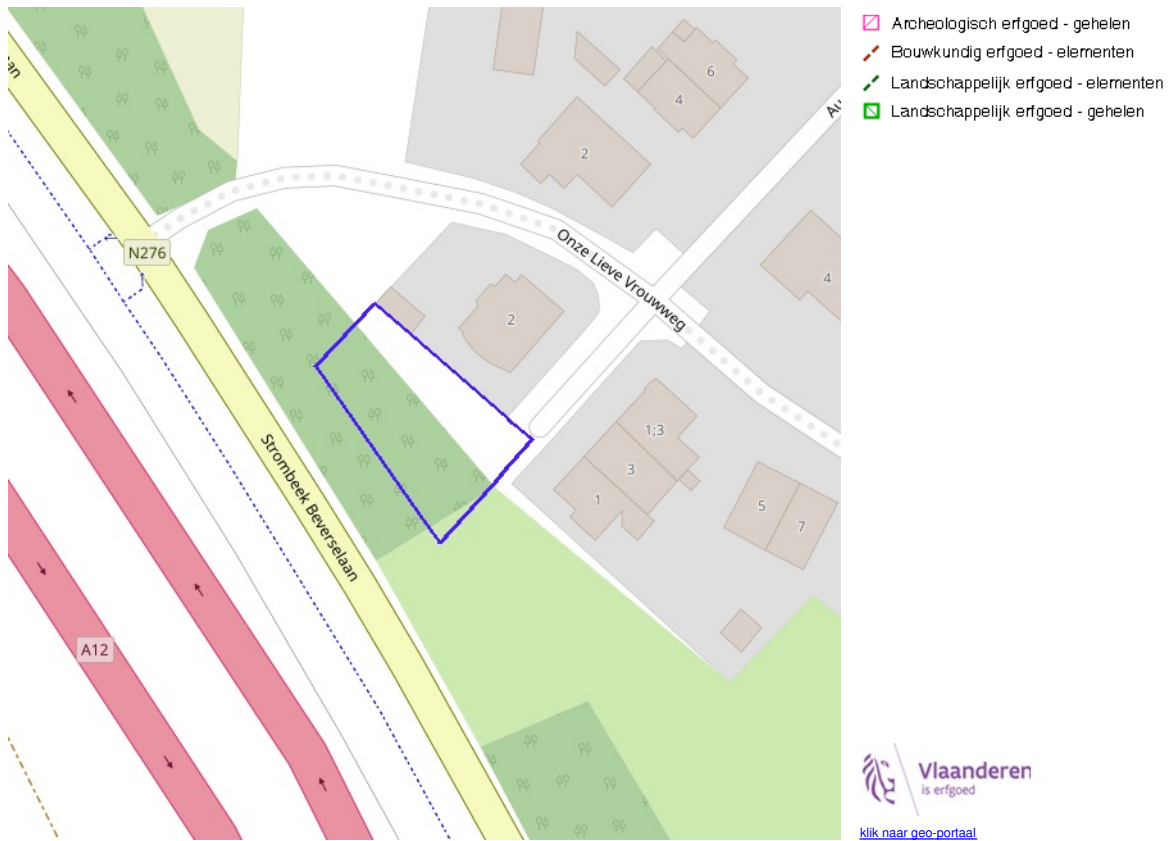 Archeologisch erfgoed - gehelen
Bouwkundig erfgoed - elementen
Landschappelijk erfgoed - elementen
Landschappelijk erfgoed - gehelen
6
4
2
N276
Onze Lieve Vrouwweg
4
2
1;3
3
1
5
7
Strombeek Beverselaan
A12
Vlaanderen
is erfgoed
klik naar geo-portaal